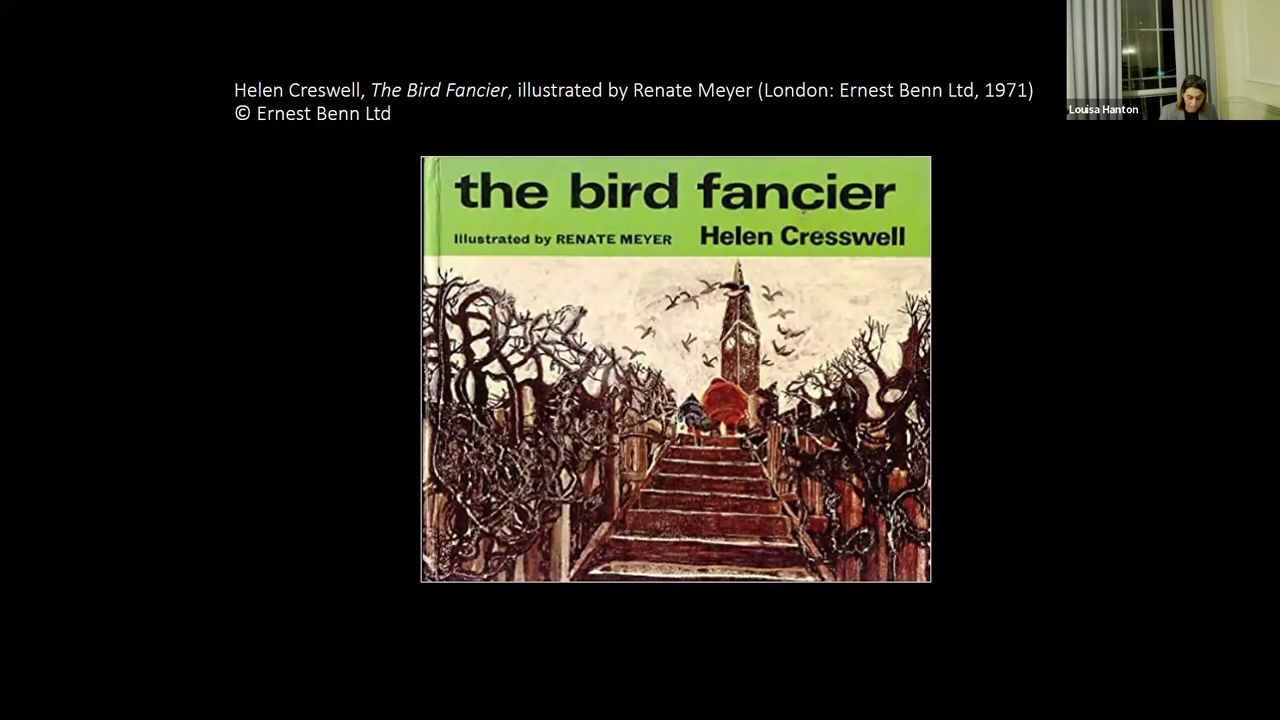 Helen Creswell, The Bird Fancier, illustrated by Renate Meyer (London: Ernest Benn Ltd, 1971)
© Ernest Benn Ltd
Louisa Hanton
the bird fancier
Illustrated by RENATE MEYER Helen Cresswell